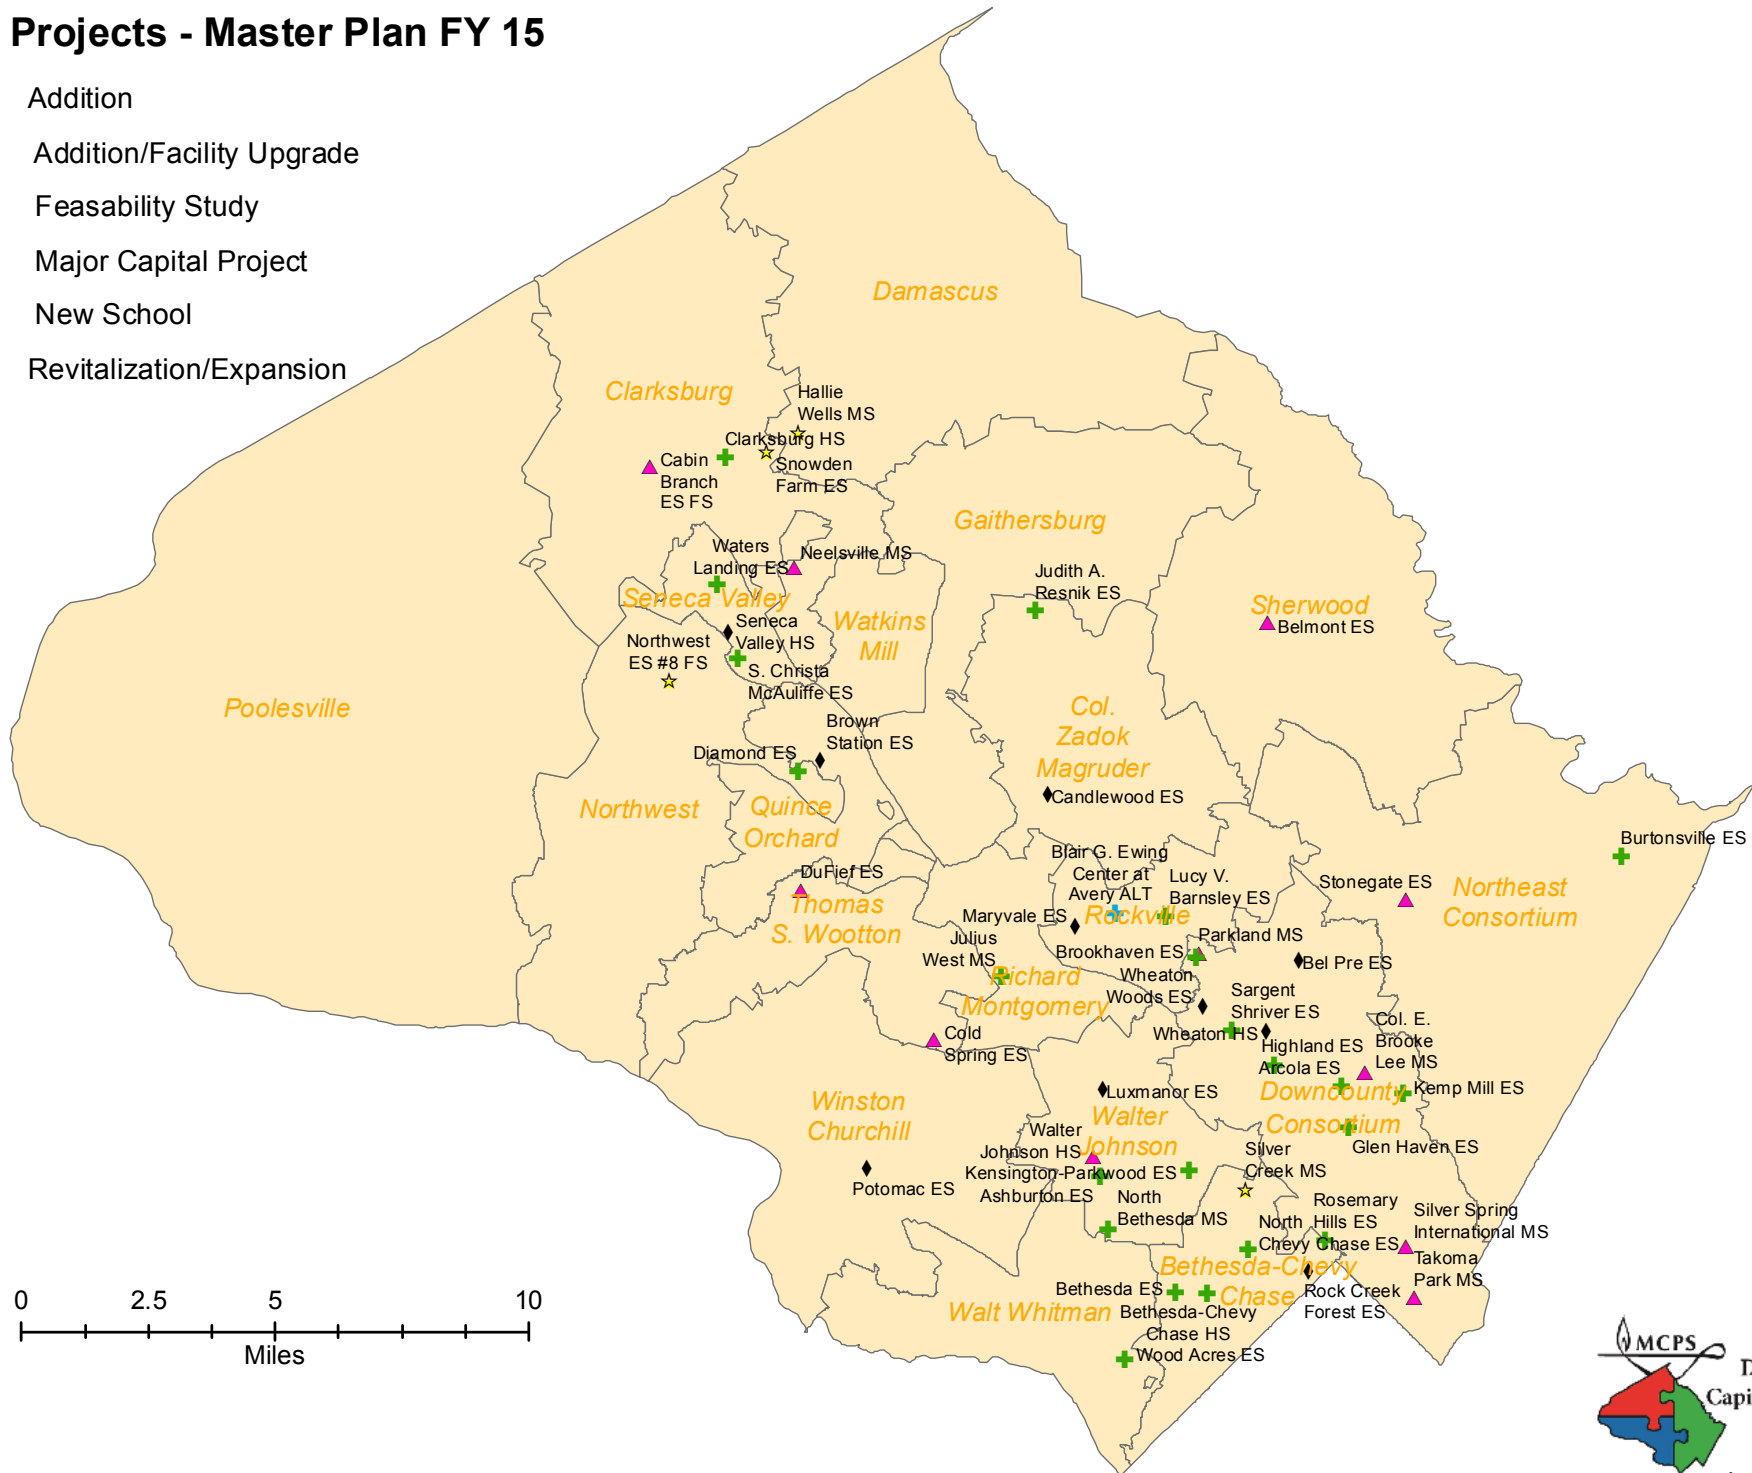 Projects - Master Plan FY 15
Addition
Addition/Facility Upgrade
Feasability Study
Major Capital Project
New School
Revitalization/Expansion
Damascus
Clarksburg
Hallie
Wells MS
Clarksburg HS
Snowden
Farm ES
Cabin
Branch
ES FS
Gaithersburg
Waters
Landing ES
Neelsville MS
Judith A.
Resnik ES
Seneca Valley
Watkins
Mill
Sherwood
Belmont ES
Seneca
Valley HS
Northwest
ES #8 FS
S. Christa
McAuliffe ES
Poolesville
Col.
Zadok
Magruder
Brown
Station ES
Diamond ES
Candlewood ES
Northwest
Quince
Orchard
Burtonsville ES
Blair G. Ewing
Center at
Avery ALT
Lucy V.
Barnsley ES
DuFief ES
Stonegate ES
Northeast
Consortium
Thomas
S. Wootton
Maryvale ES
Rockville
Julius
West MS
Parkland MS
Brookhaven ES
Bel Pre ES
Richard
Montgomery
Wheaton
Woods ES
Sargent
Shriver ES
Wheaton HS
Col. E.
Brooke
Lee MS
Cold
Spring ES
Highland ES
Arcola ES
Luxmanor ES
Downcounty
Consortium
Kemp Mill ES
Winston
Churchill
Walter
Johnson
Glen Haven ES
Walter
Johnson HS
Silver
Creek MS
Kensington-Parkwood ES
Ashburton ES
Potomac ES
North
Bethesda MS
Rosemary
Hills ES
Silver Spring
International MS
North
Chevy Chase ES
Takoma
Park MS
Bethesda-Chevy
Chase
Bethesda ES
Rock Creek
Forest ES
Walt Whitman
Bethesda-Chevy
Chase HS
Wood Acres ES
0 2.5 5 10
Miles
MCPS
D
Capi